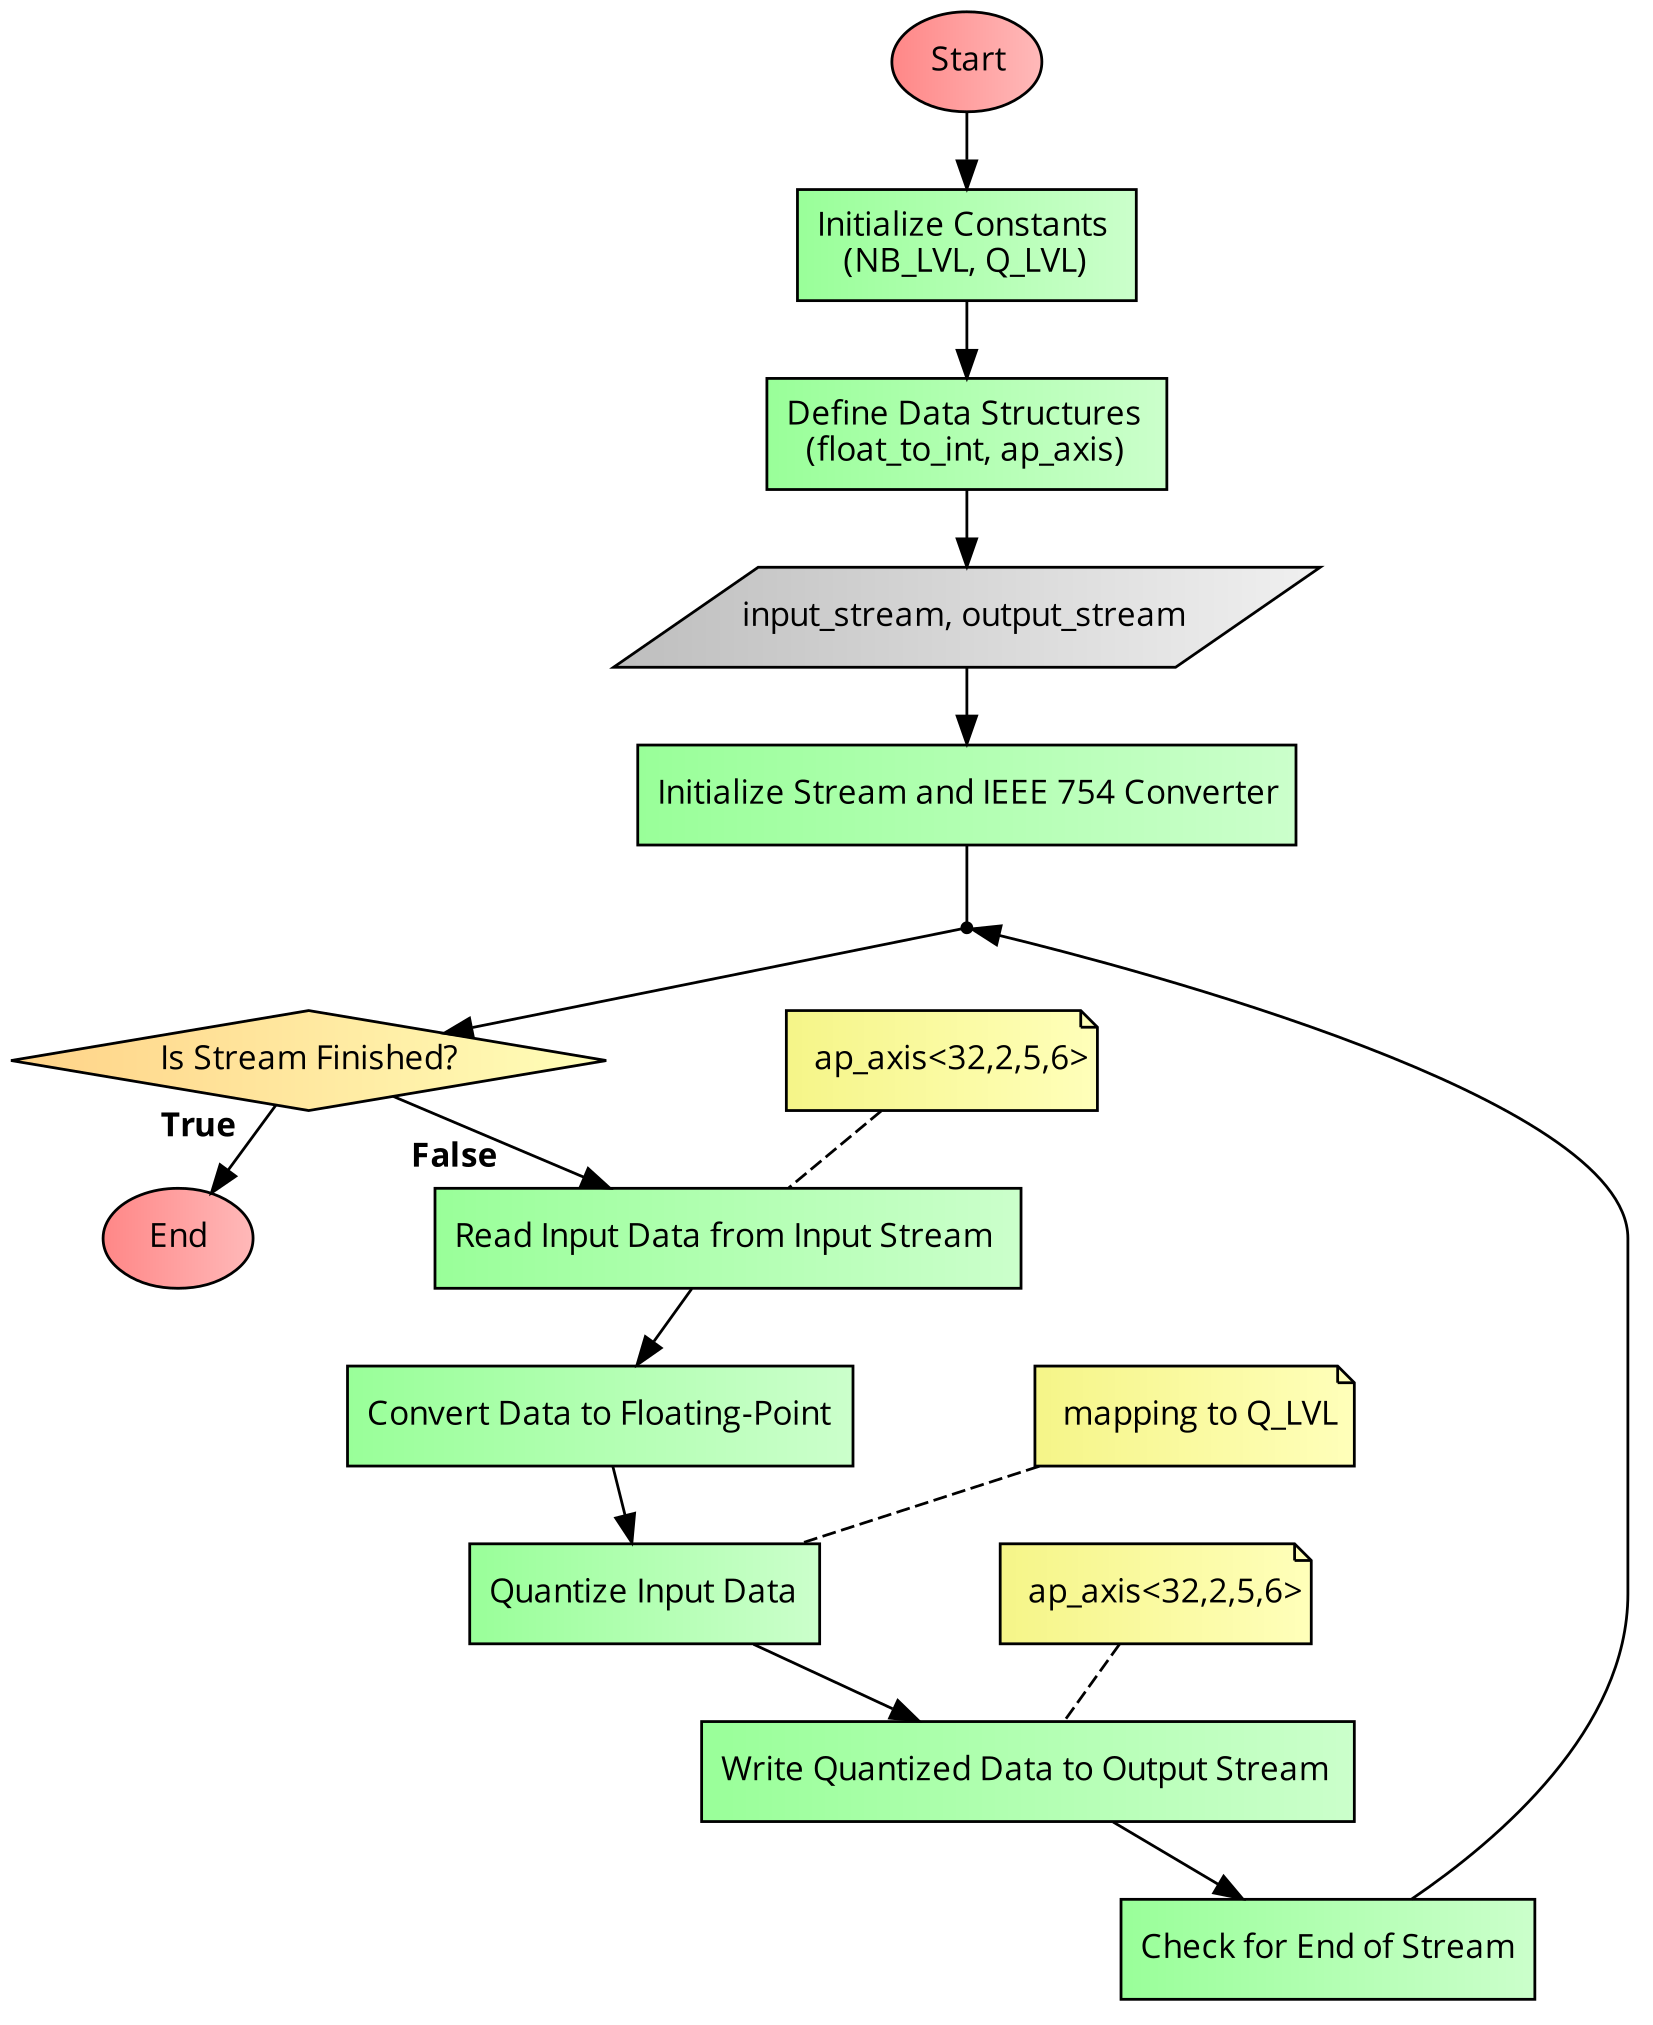 Start
Initialize Constants
(NB_LVL, Q_LVL)
Define Data Structures
(float_to_int, ap_axis)
input_stream, output_stream
Initialize Stream and IEEE 754 Converter
Is Stream Finished?
ap_axis<32,2,5,6>
True
False
End
Read Input Data from Input Stream
Convert Data to Floating-Point
mapping to Q_LVL
Quantize Input Data
ap_axis<32,2,5,6>
Write Quantized Data to Output Stream
Check for End of Stream